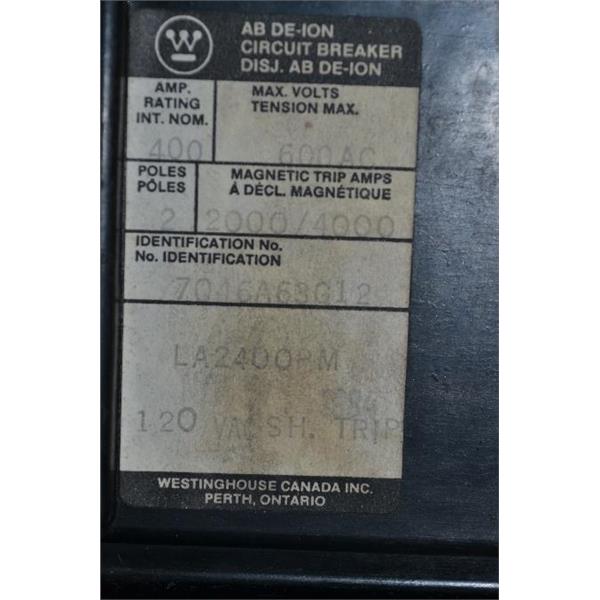 W
AB DE-ION
CIRCUIT BREAKER
DISJ. AB DE-ION
AMP.
RATING
INT. NOM.
400
MAX. VOLTS
TENSION MAX.
600AC
POLES
PÔLES
2
MAGNETIC TRIP AMPS
À DÉCL. MAGNÉTIQUE
2000/4000
IDENTIFICATION No.
No. IDENTIFICATION
7046A63G12
LA2400PM
120 VAC SH. TRIP
WESTINGHOUSE CANADA INC.
PERTH, ONTARIO